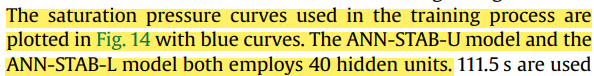 The saturation pressure curves used in the training process are
plotted in Fig. 14 with blue curves. The ANN-STAB-U model and the
ANN-STAB-L model both employs 40 hidden units. 111.5 s are used